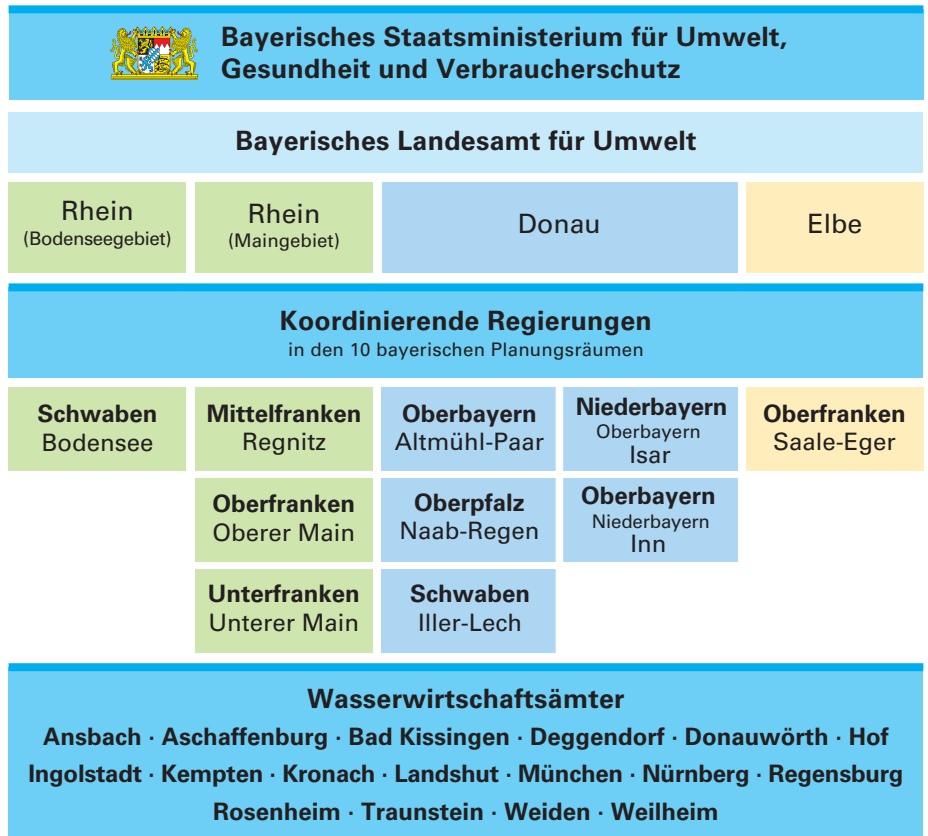 Bayerisches Staatsministerium für Umwelt,
Gesundheit und Verbraucherschutz
Bayerisches Landesamt für Umwelt
Rhein
(Bodenseegebiet)
Rhein
(Maingebiet)
Donau
Elbe
Koordinierende Regierungen
in den 10 bayerischen Planungsräumen
Schwaben
Bodensee
Mittelfranken
Regnitz
Oberbayern
Altmühl-Paar
Niederbayern
Oberbayern
Isar
Oberfranken
Saale-Eger
Oberfranken
Oberer Main
Oberpfalz
Naab-Regen
Oberbayern
Niederbayern
Inn
Unterfranken
Unterer Main
Schwaben
Iller-Lech
Wasserwirtschaftsämter
Ansbach · Aschaffenburg · Bad Kissingen · Deggendorf · Donauwörth · Hof
Ingolstadt · Kempten · Kronach · Landshut · München · Nürnberg · Regensburg
Rosenheim · Traunstein · Weiden · Weilheim